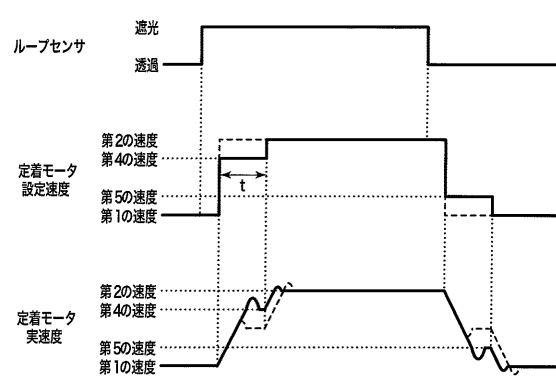 ループセンサ
遮光
透過
定着モータ
設定速度
第2の速度
第4の速度
第5の速度
第1の速度
t
定着モータ
実速度
第2の速度
第4の速度
第5の速度
第1の速度